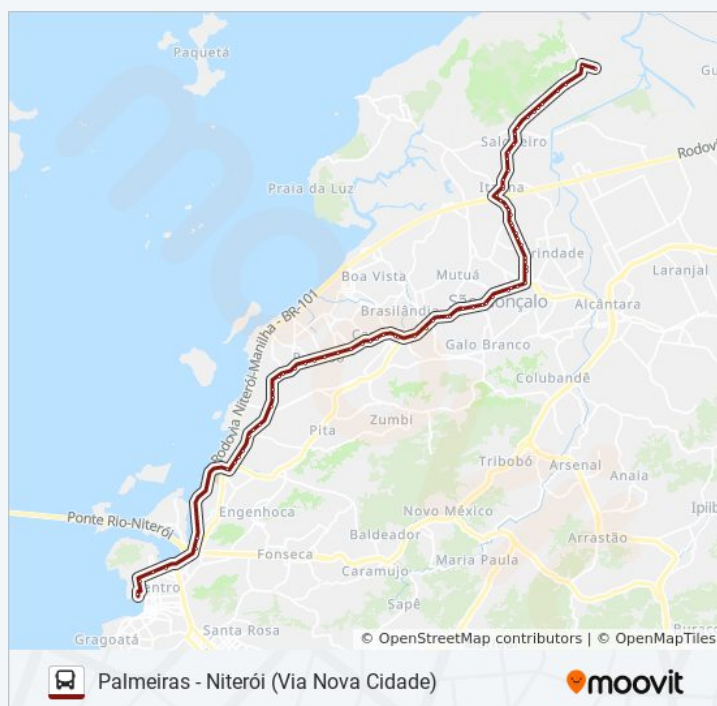 Paquetá
Gu
Salgueiro
Rodovi
Praia da Luz
Itaúna
Trindade
Boa Vista
Mutuá
Laranjal
São Gonçalo
Brasilândia
Alcântara
Rodovia Niterói-Manilha - BR-101
Galo Branco
Colubandê
Zumbi
Pita
Tribobó
Arsenal
Anaia
Ponte Rio-Niterói
Engenhoca
Novo México
Ipiíb
Baldeador
Arrastão
Fonseca
Maria Paula
Caramujo
Centro
Sapê
Santa Rosa
Gragoatá
© OpenStreetMap contributors | © OpenMapTiles
Palmeiras - Niterói (Via Nova Cidade)
moovit